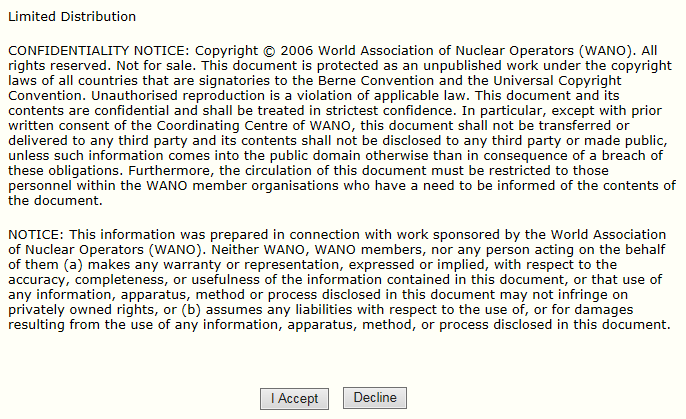 Limited Distribution
CONFIDENTIALITY NOTICE: Copyright © 2006 World Association of Nuclear Operators (WANO). All
rights reserved. Not for sale. This document is protected as an unpublished work under the copyright
laws of all countries that are signatories to the Berne Convention and the Universal Copyright
Convention. Unauthorised reproduction is a violation of applicable law. This document and its
contents are confidential and shall be treated in strictest confidence. In particular, except with prior
written consent of the Coordinating Centre of WANO, this document shall not be transferred or
delivered to any third party and its contents shall not be disclosed to any third party or made public,
unless such information comes into the public domain otherwise than in consequence of a breach of
these obligations. Furthermore, the circulation of this document must be restricted to those
personnel within the WANO member organisations who have a need to be informed of the contents of
the document.
NOTICE: This information was prepared in connection with work sponsored by the World Association
of Nuclear Operators (WANO). Neither WANO, WANO members, nor any person acting on the behalf
of them (a) makes any warranty or representation, expressed or implied, with respect to the
accuracy, completeness, or usefulness of the information contained in this document, or that use of
any information, apparatus, method or process disclosed in this document may not infringe on
privately owned rights, or (b) assumes any liabilities with respect to the use of, or for damages
resulting from the use of any information, apparatus, method, or process disclosed in this document.
I Accept Decline